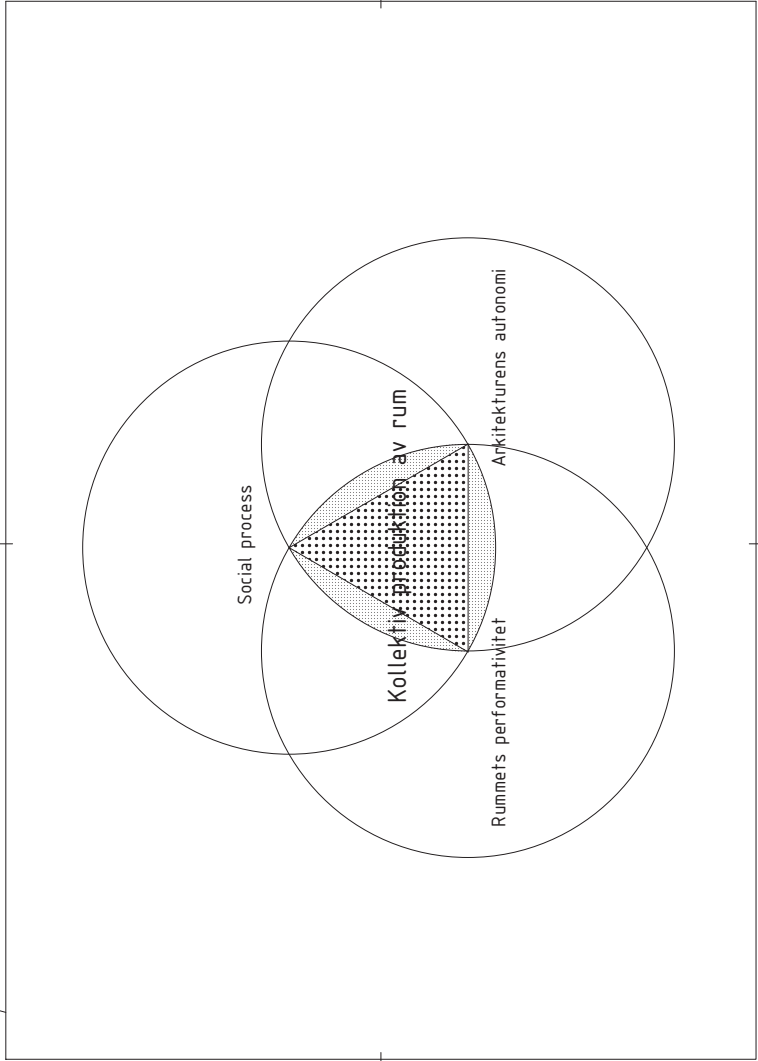 Social process
Kollektiv produktion av rum
Rummets performativitet
Arkitekturens autonomi